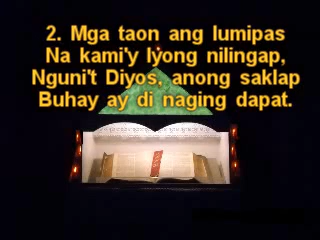 2. Mga taon ang lumipas
Na kami'y Iyong nilingap,
Nguni't Diyos, anong saklap
Buhay ay di naging dapat.